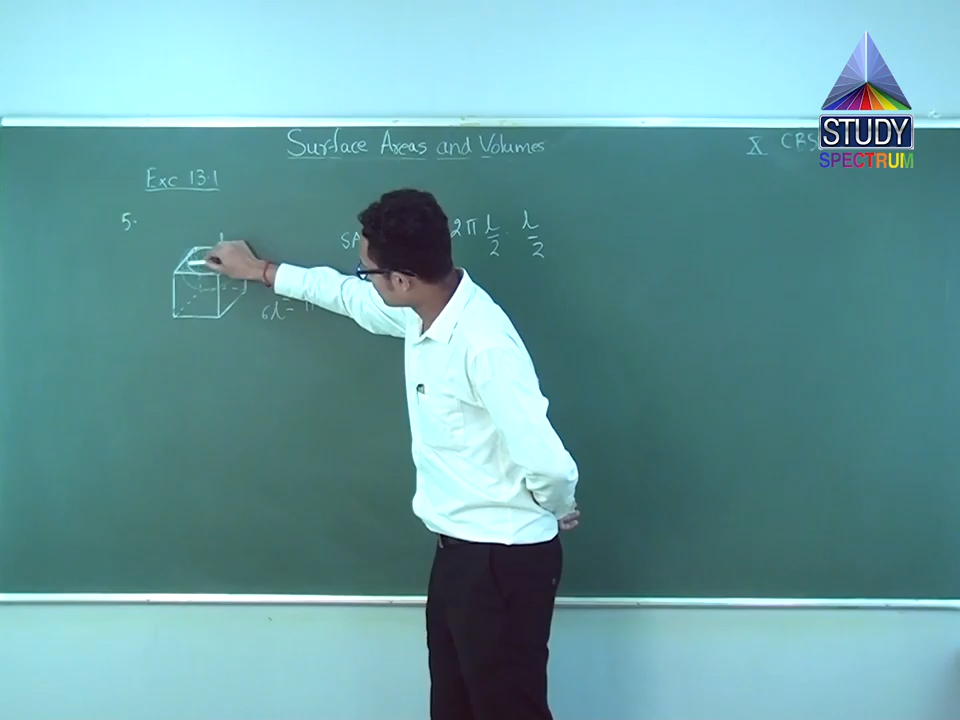 STUDY
SPECTRUM
Surface Areas and Volumes
X CBS
Exc 13.1
5.
SA 2π l/2 . l/2
6l² - π